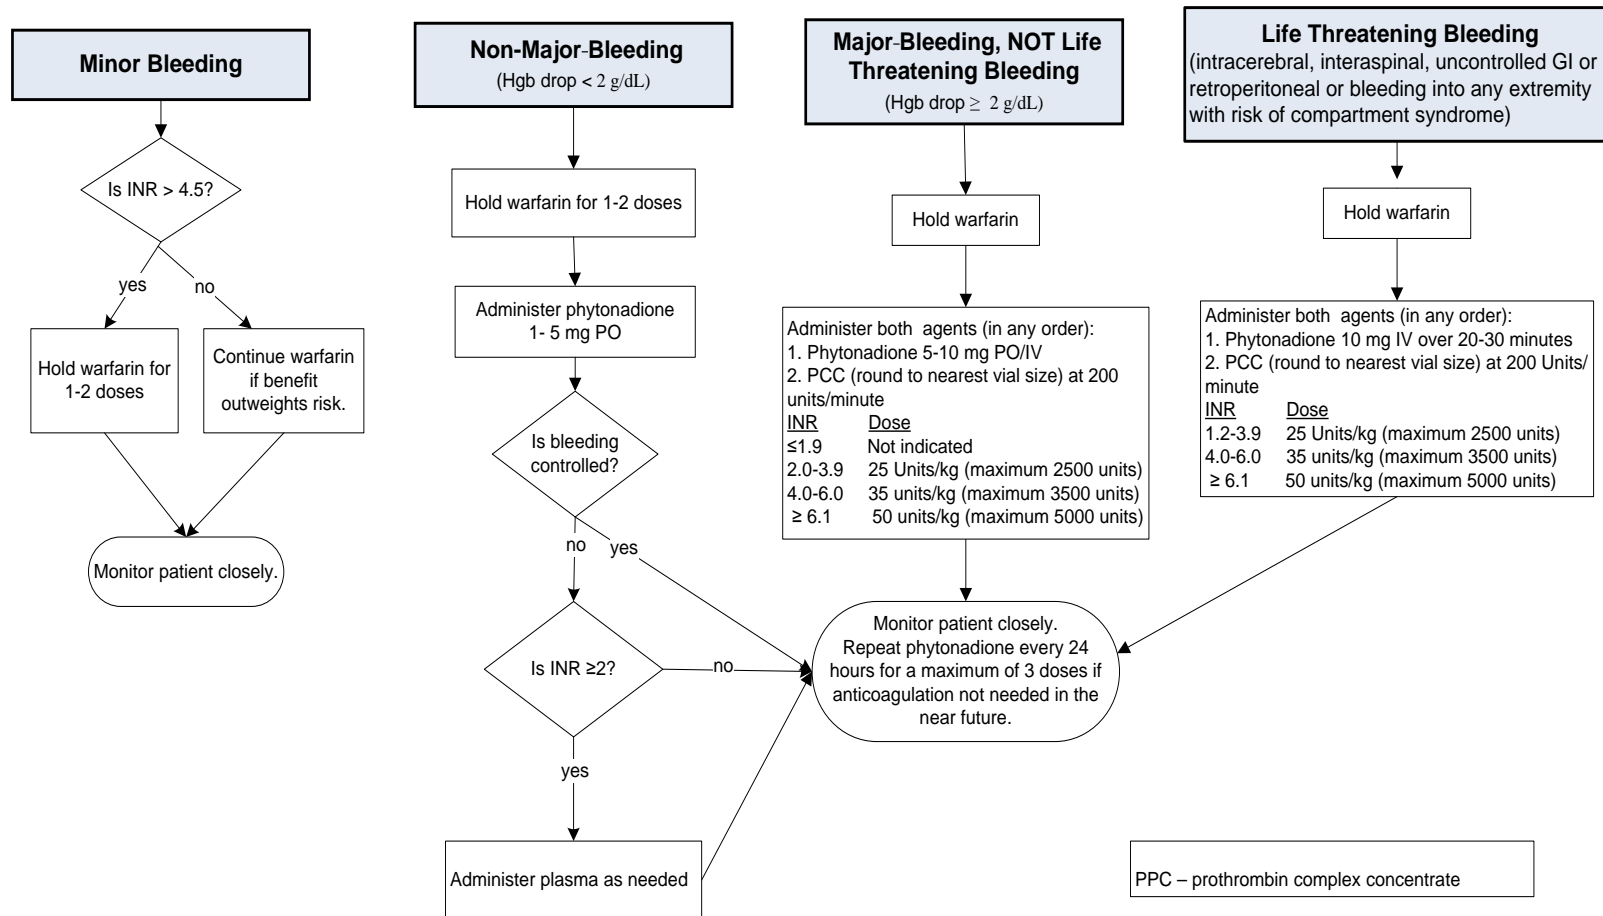 Minor Bleeding
Is INR > 4.5?
yes
no
Hold warfarin for
1-2 doses
Continue warfarin
if benefit
outweights risk.
Monitor patient closely.
Non-Major-Bleeding
(Hgb drop < 2 g/dL)
Hold warfarin for 1-2 doses
Administer phytonadione
1- 5 mg PO
Is bleeding
controlled?
no
yes
Is INR ≥2?
no
yes
Administer plasma as needed
Major-Bleeding, NOT Life
Threatening Bleeding
(Hgb drop ≥ 2 g/dL)
Hold warfarin
Administer both agents (in any order):
1. Phytonadione 5-10 mg PO/IV
2. PCC (round to nearest vial size) at 200
units/minute
INR Dose
≤1.9 Not indicated
2.0-3.9 25 Units/kg (maximum 2500 units)
4.0-6.0 35 units/kg (maximum 3500 units)
≥ 6.1 50 units/kg (maximum 5000 units)
Monitor patient closely.
Repeat phytonadione every 24
hours for a maximum of 3 doses if
anticoagulation not needed in the
near future.
Life Threatening Bleeding
(intracerebral, interaspinal, uncontrolled GI or
retroperitoneal or bleeding into any extremity
with risk of compartment syndrome)
Hold warfarin
Administer both agents (in any order):
1. Phytonadione 10 mg IV over 20-30 minutes
2. PCC (round to nearest vial size) at 200 Units/
minute
INR Dose
1.2-3.9 25 Units/kg (maximum 2500 units)
4.0-6.0 35 units/kg (maximum 3500 units)
≥ 6.1 50 units/kg (maximum 5000 units)
PPC – prothrombin complex concentrate